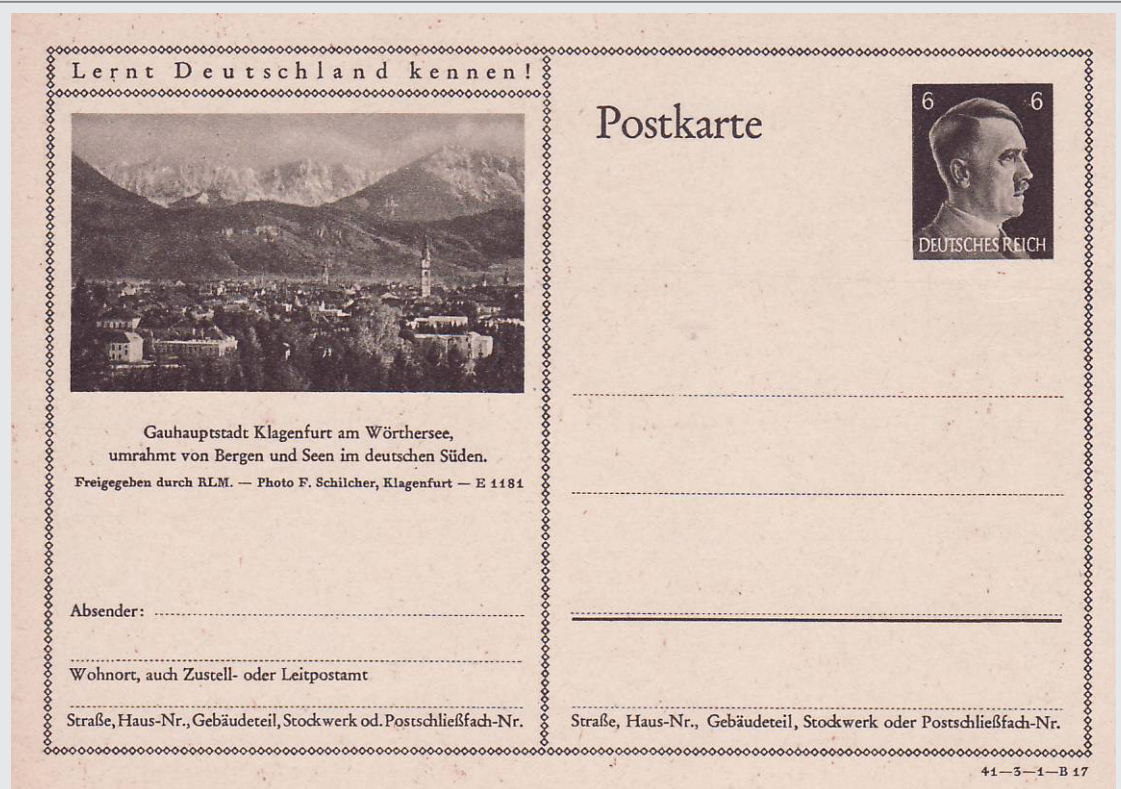 Lernt Deutschland kennen!
Gauhauptstadt Klagenfurt am Wörthersee,
umrahmt von Bergen und Seen im deutschen Süden.
Freigegeben durch RLM. — Photo F. Schilcher, Klagenfurt — E 1181
Absender:
Wohnort, auch Zustell- oder Leitpostamt
Straße, Haus-Nr., Gebäudeteil, Stockwerk od. Postschließfach-Nr.
Postkarte
6 6
DEUTSCHES REICH
Straße, Haus-Nr., Gebäudeteil, Stockwerk oder Postschließfach-Nr.
41—3—1—B 17